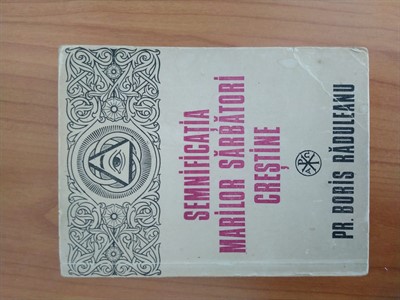 SEMNIFICAȚIA
MARILOR SĂRBĂTORI
CREȘTINE
PR. BORIS RĂDULEANU